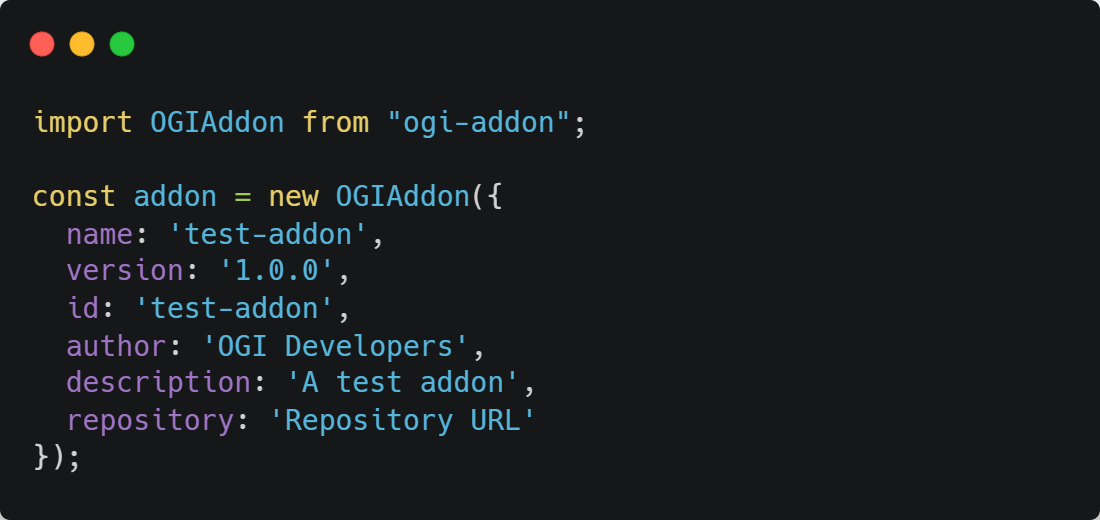 import OGIAddon from "ogi-addon";
const addon = new OGIAddon({
  name: 'test-addon',
  version: '1.0.0',
  id: 'test-addon',
  author: 'OGI Developers',
  description: 'A test addon',
  repository: 'Repository URL'
});